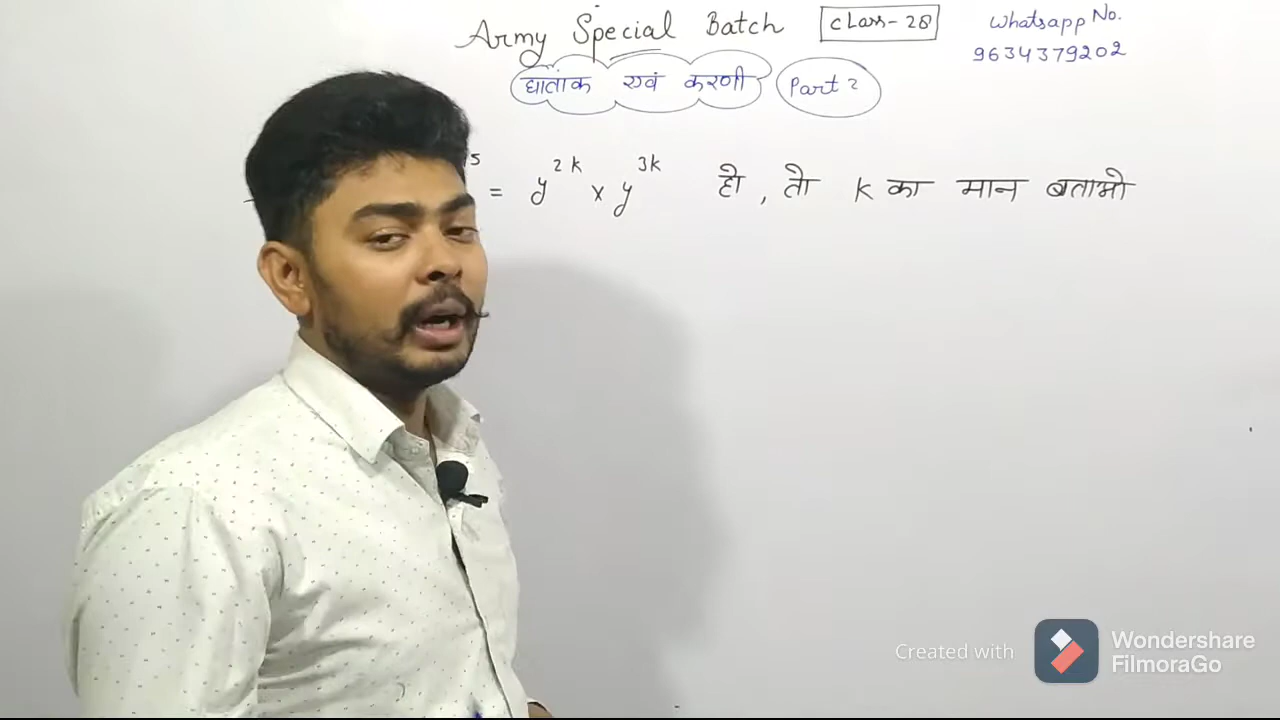 Army Special Batch class-28 Whatsapp No.
9634379202
घातांक एवं करणी Part 2
5 = y^2k x y^3k हो, तो K का मान बताओ
Created with Wondershare FilmoraGo